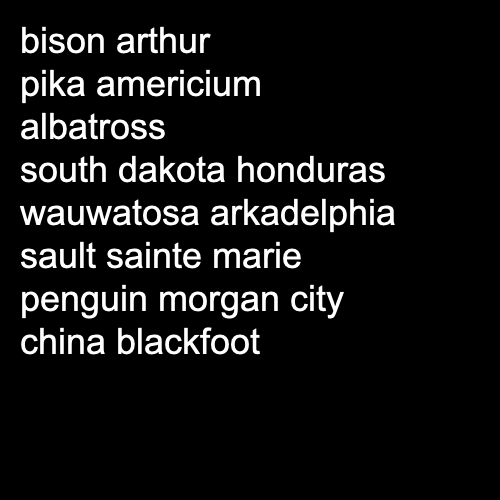 bison arthur
pika americium
albatross
south dakota honduras
wauwatosa arkadelphia
sault sainte marie
penguin morgan city
china blackfoot